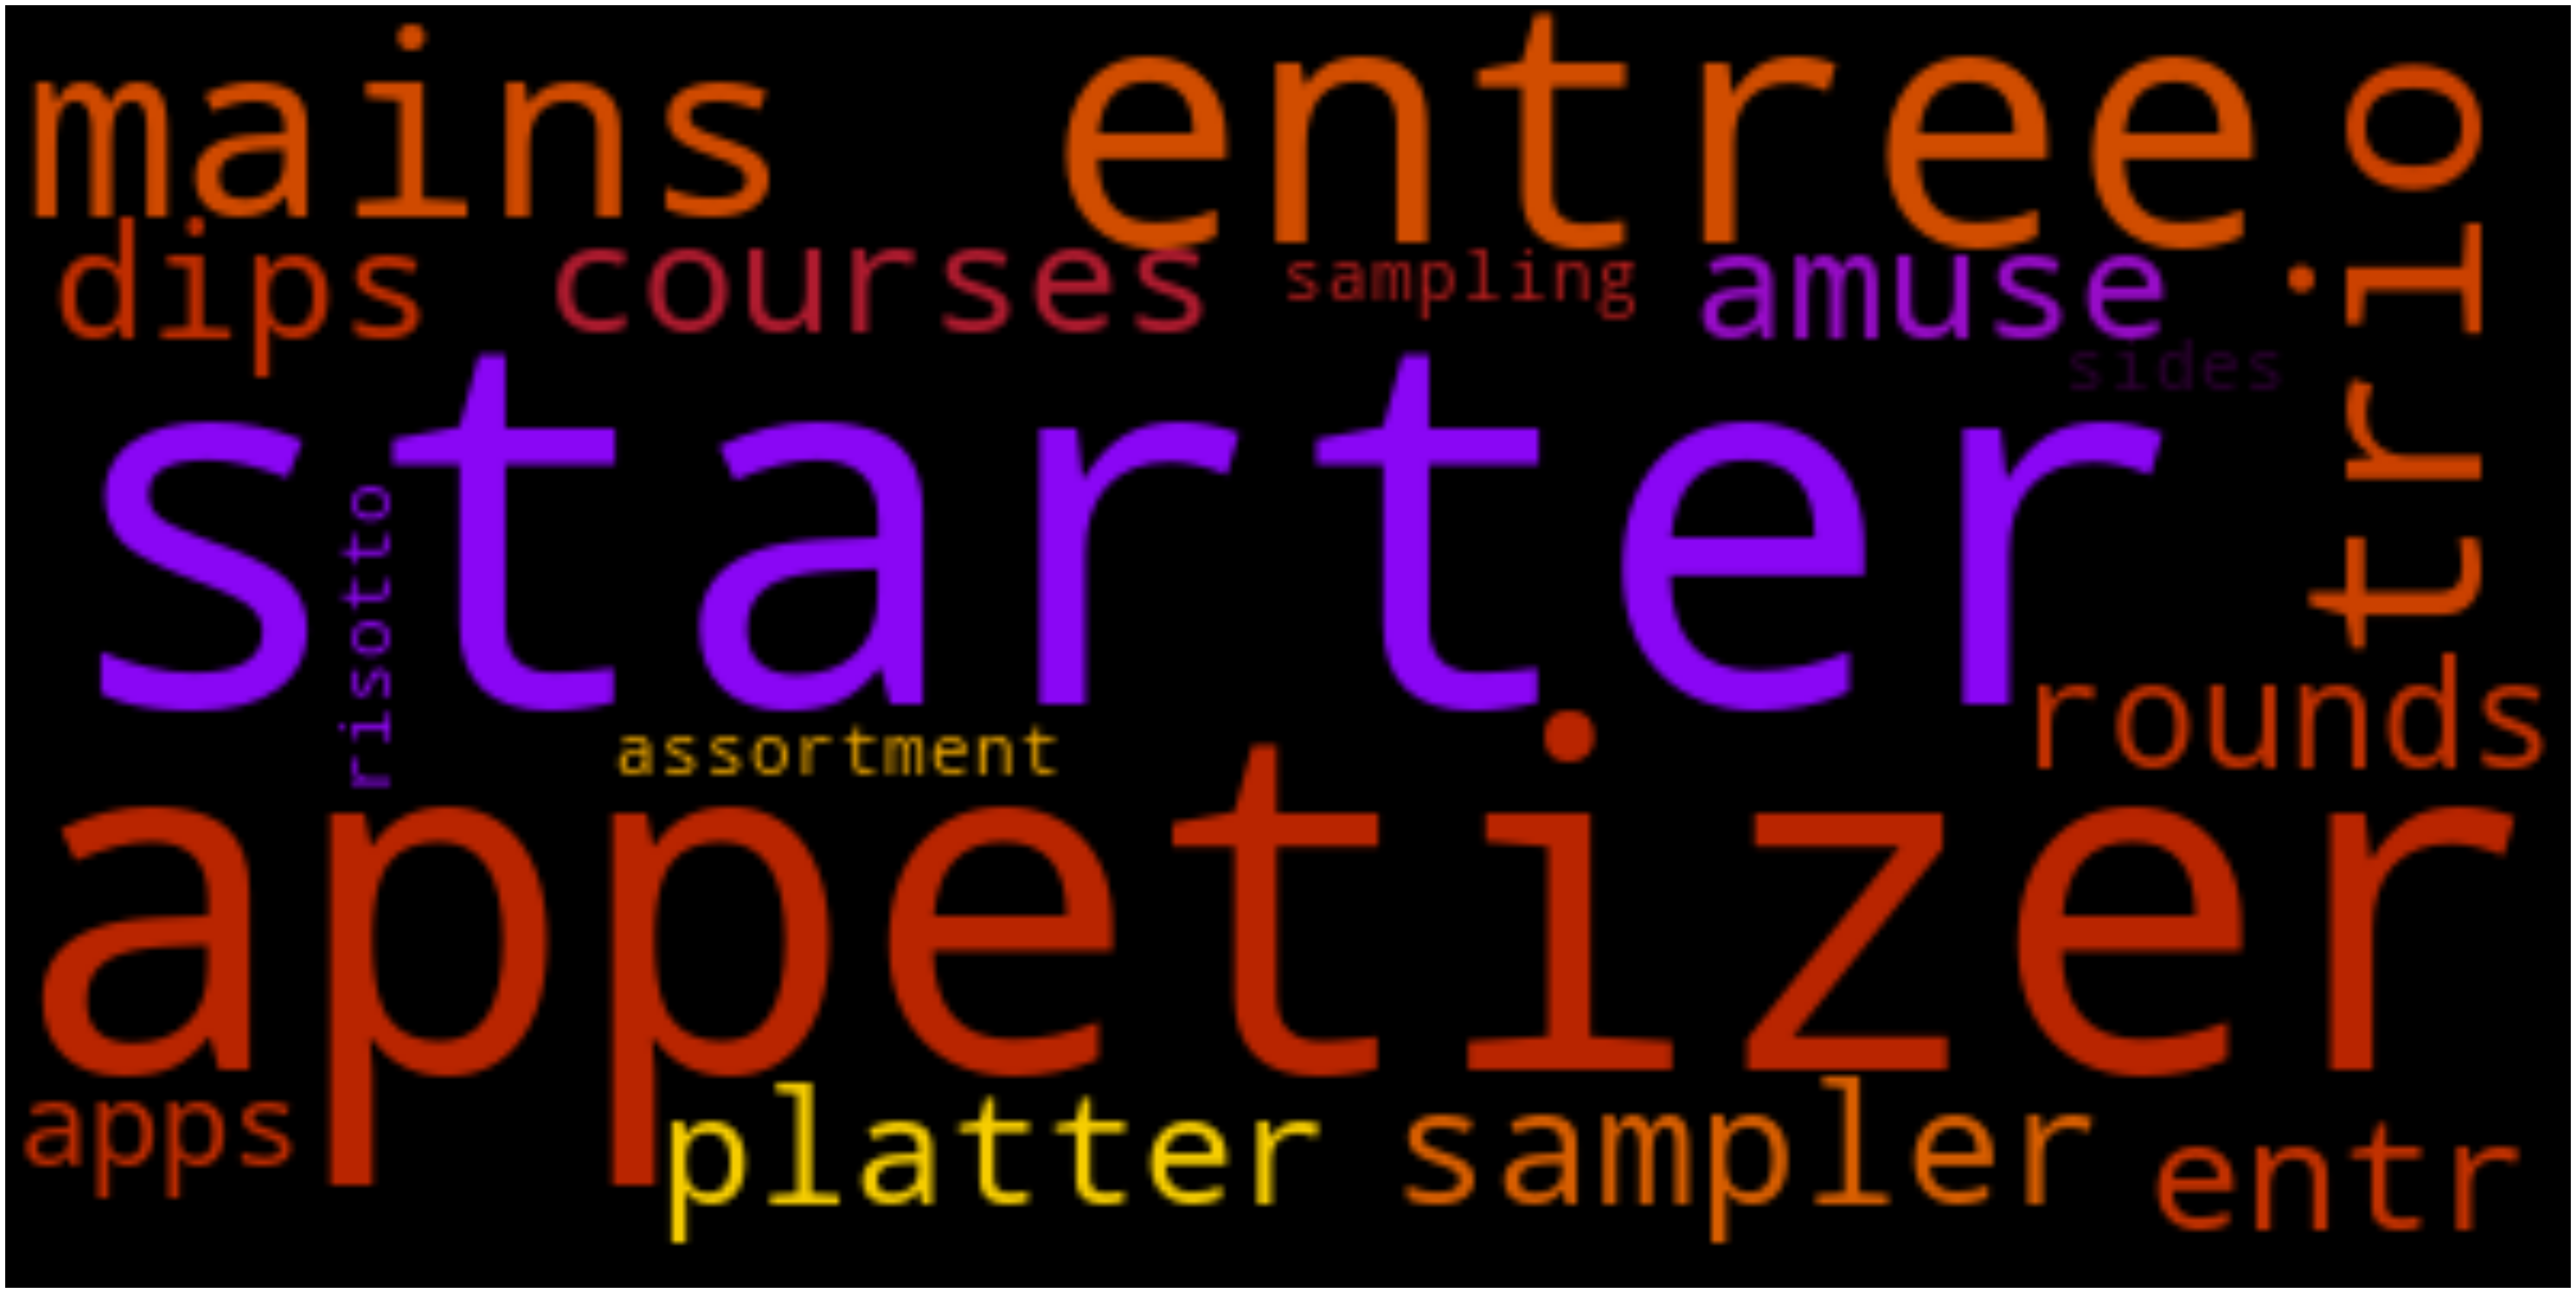 mains entree
trio
dips courses sampling amuse
sides
starter
risotto
rounds
assortment
appetizer
apps platter sampler entr